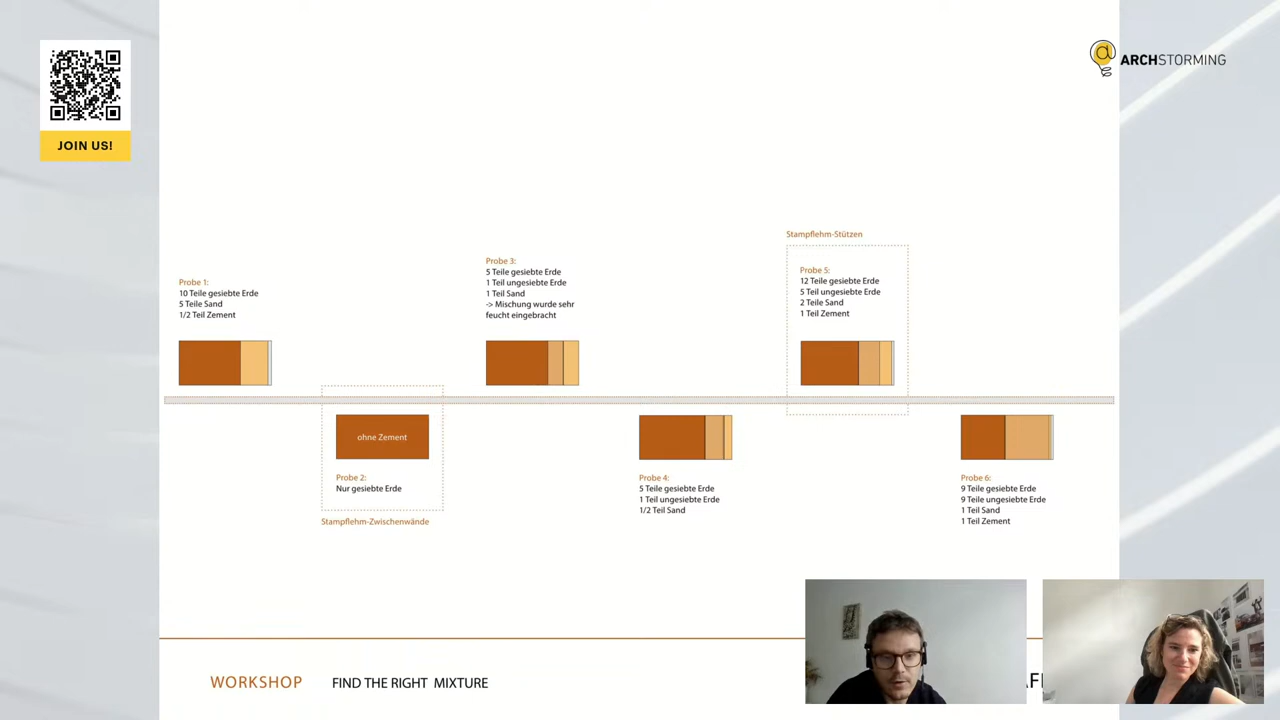 JOIN US!
ARCHSTORMING
Stampflehm-Stützen
Probe 1:
10 Teile gesiebte Erde
5 Teile Sand
1/2 Teil Zement
Probe 3:
5 Teile gesiebte Erde
1 Teil ungesiebte Erde
1 Teil Sand
-> Mischung wurde sehr
feucht eingebracht
Probe 5:
12 Teile gesiebte Erde
5 Teil ungesiebte Erde
2 Teile Sand
1 Teil Zement
ohne Zement
Probe 2:
Nur gesiebte Erde
Stampflehm-Zwischenwände
Probe 4:
5 Teile gesiebte Erde
1 Teil ungesiebte Erde
1/2 Teil Sand
Probe 6:
9 Teile gesiebte Erde
9 Teile ungesiebte Erde
1 Teil Sand
1 Teil Zement
WORKSHOP FIND THE RIGHT MIXTURE